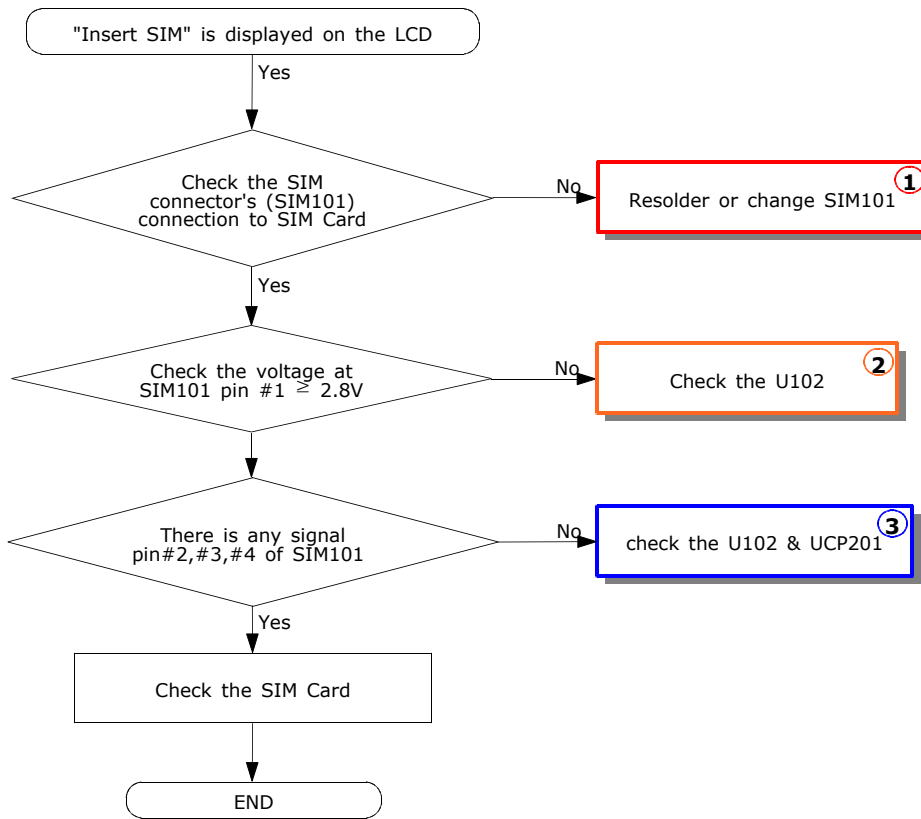 "Insert SIM" is displayed on the LCD
Yes
Check the SIM
connector's (SIM101)
connection to SIM Card
No
1
Resolder or change SIM101
Yes
Check the voltage at
SIM101 pin #1 ≧ 2.8V
No
2
Check the U102
There is any signal
pin#2,#3,#4 of SIM101
No
3
check the U102 & UCP201
Yes
Check the SIM Card
END